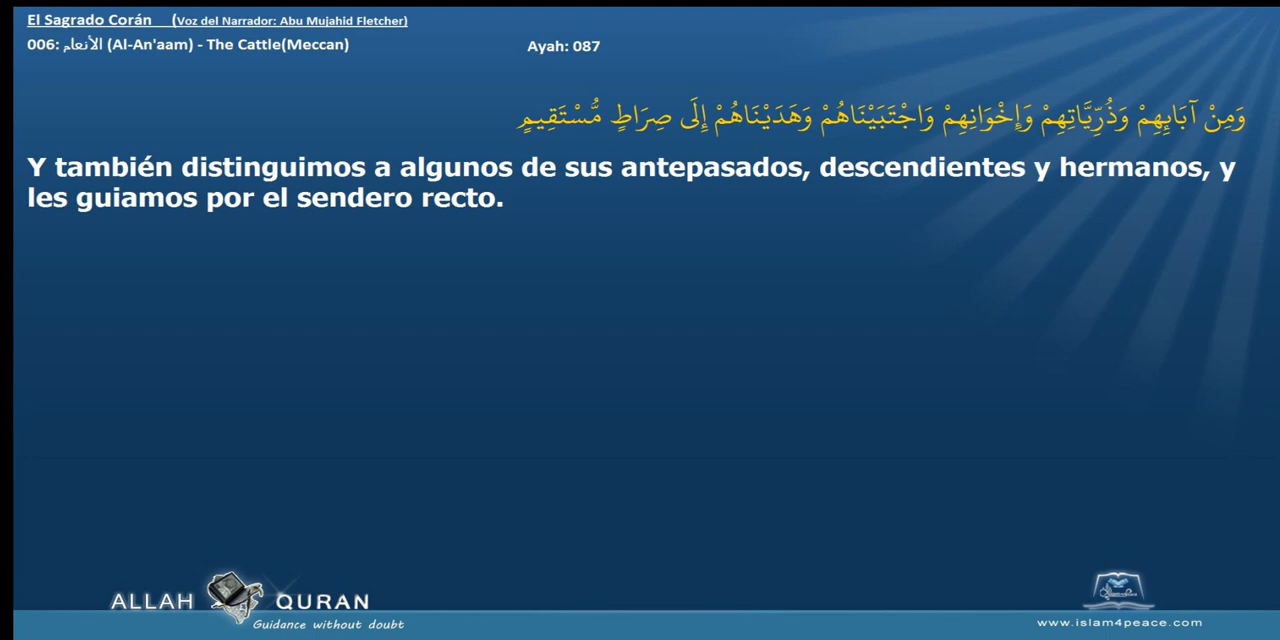 El Sagrado Corán (Voz del Narrador: Abu Mujahid Fletcher)
006: الأنعام (Al-An'aam) - The Cattle(Meccan) Ayah: 087
وَمِنْ آبَائِهِمْ وَذُرِّيَّاتِهِمْ وَإِخْوَانِهِمْ وَاجْتَبَيْنَاهُمْ وَهَدَيْنَاهُمْ إِلَى صِرَاطٍ مُّسْتَقِيمٍ
Y también distinguimos a algunos de sus antepasados, descendientes y hermanos, y
les guiamos por el sendero recto.
ALLAH QURAN
Guidance without doubt
www.islam4peace.com